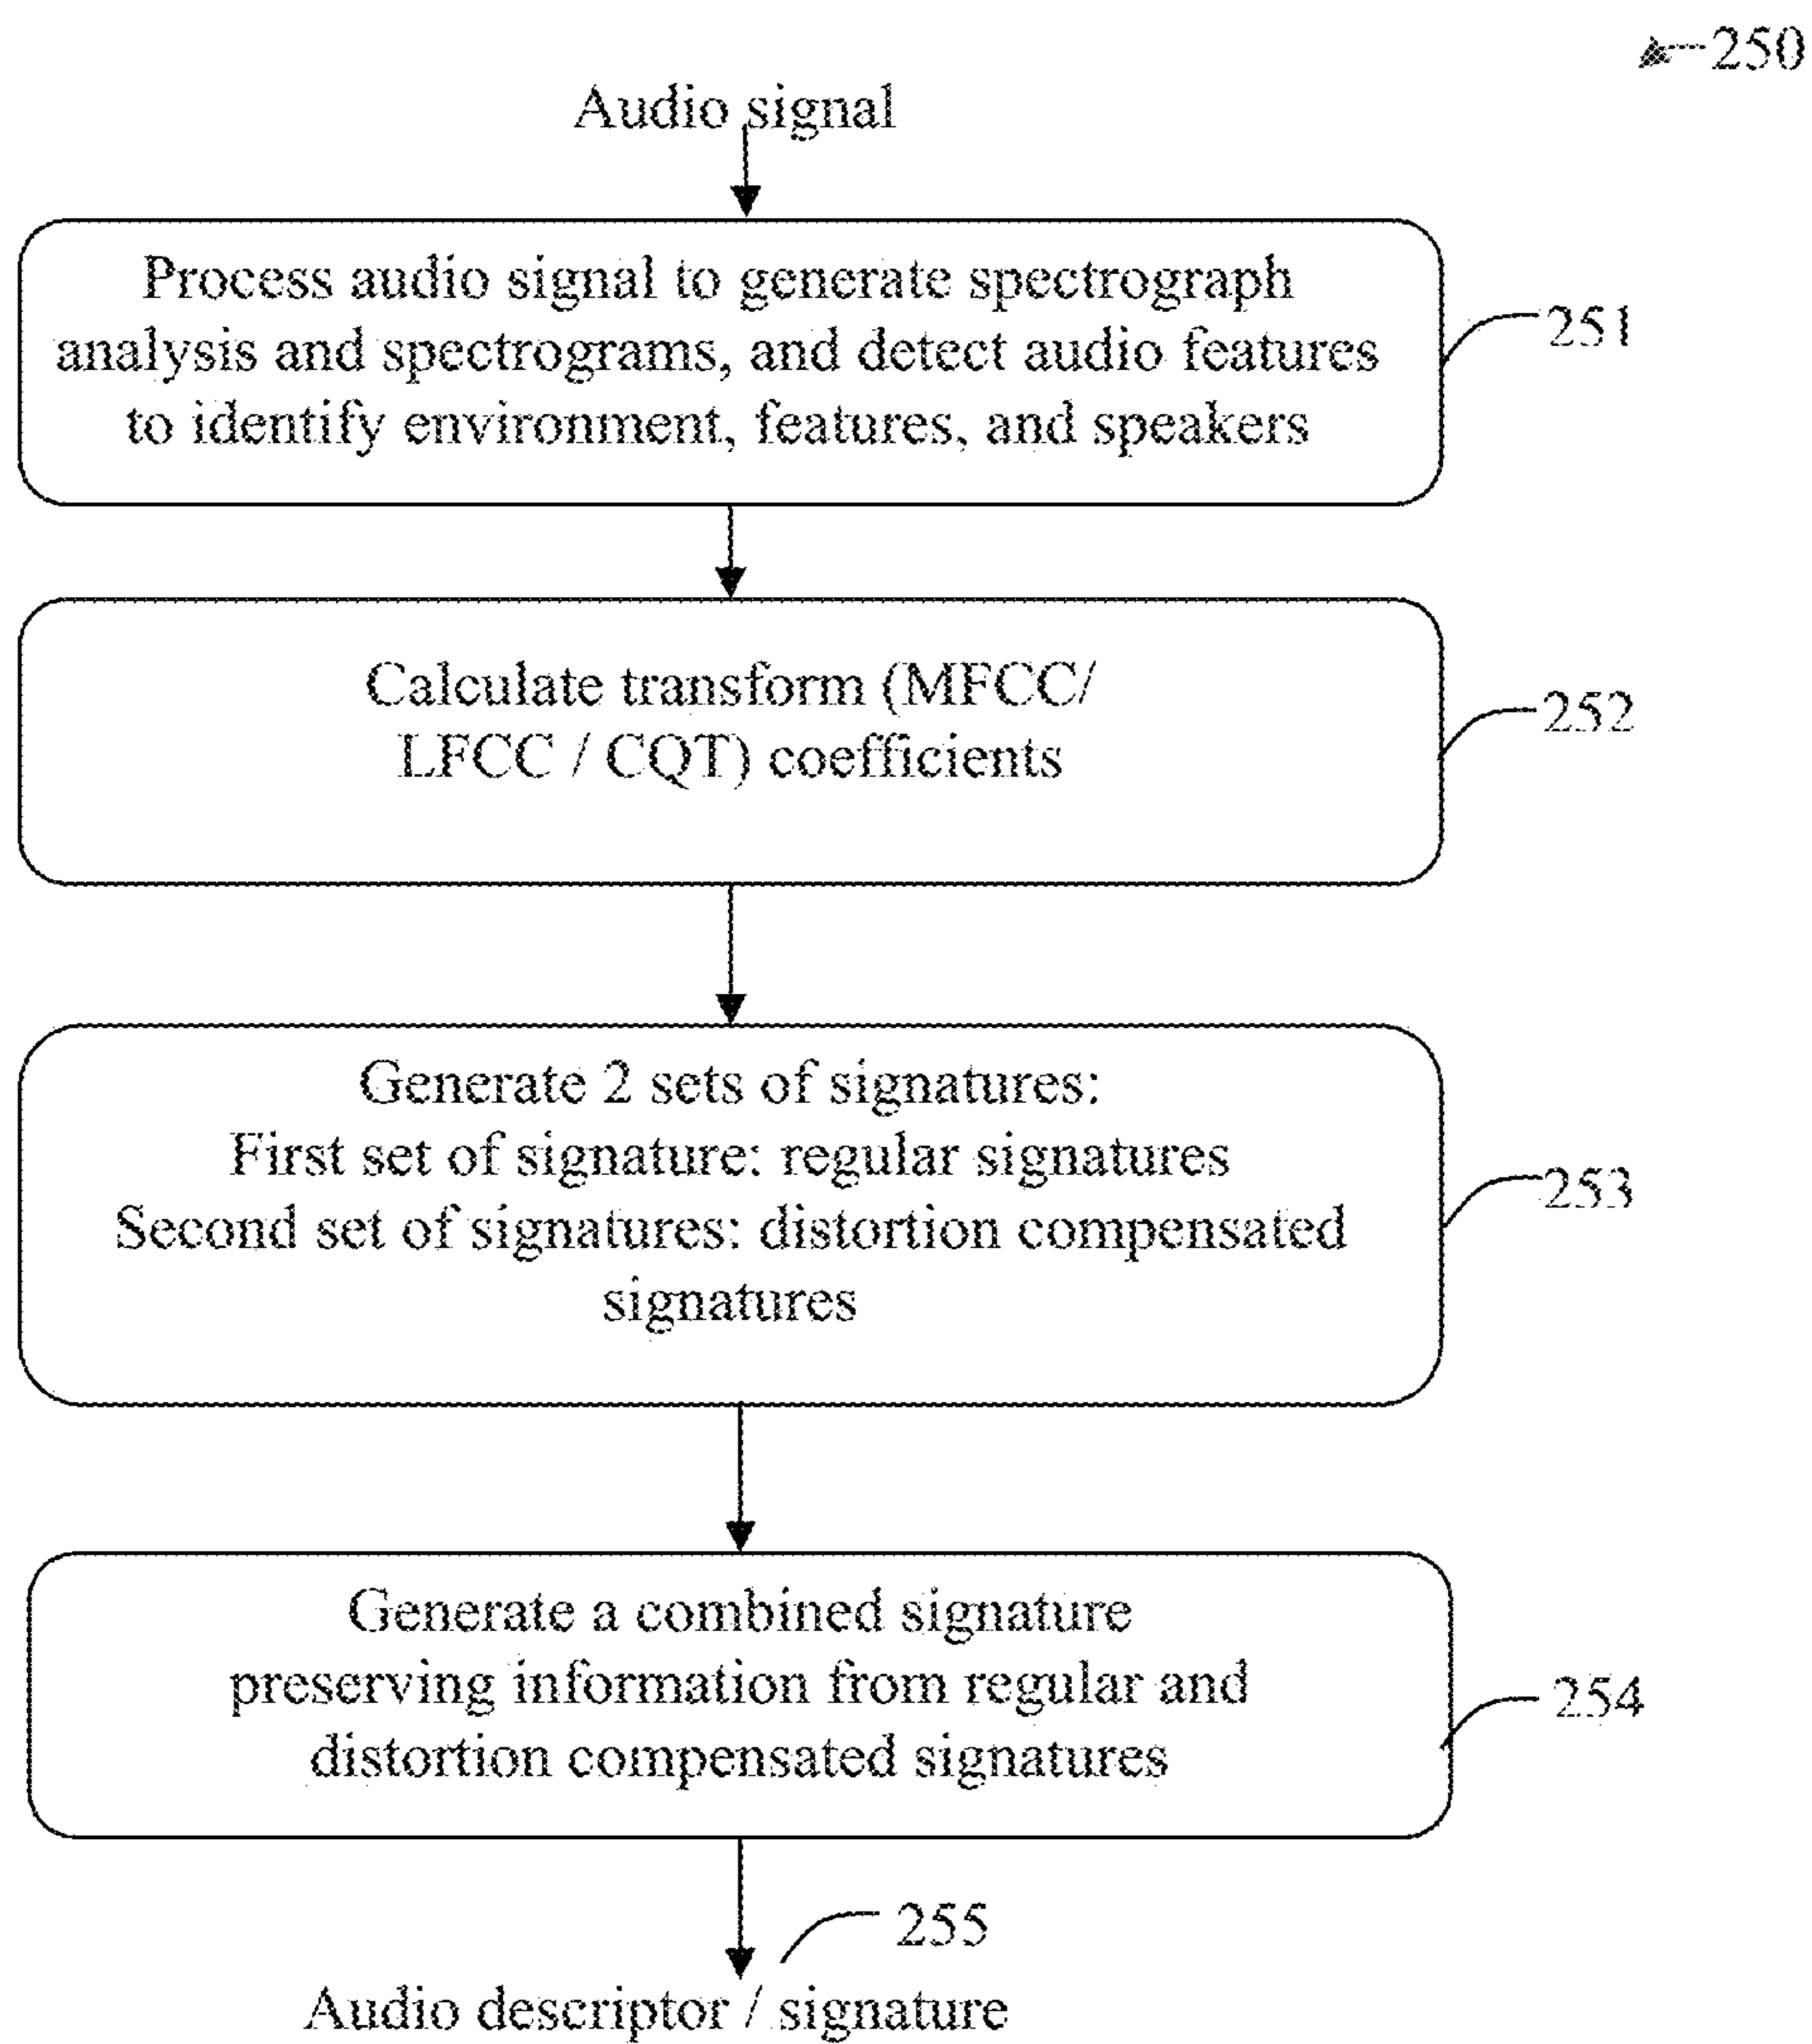 250
Audio signal
Process audio signal to generate spectrograph
analysis and spectrograms, and detect audio features
to identify environment, features, and speakers
251
Calculate transform (MFCC/
LFCC / CQT) coefficients
252
Generate 2 sets of signatures:
First set of signature: regular signatures
Second set of signatures: distortion compensated
signatures
253
Generate a combined signature
preserving information from regular and
distortion compensated signatures
254
255
Audio descriptor / signature